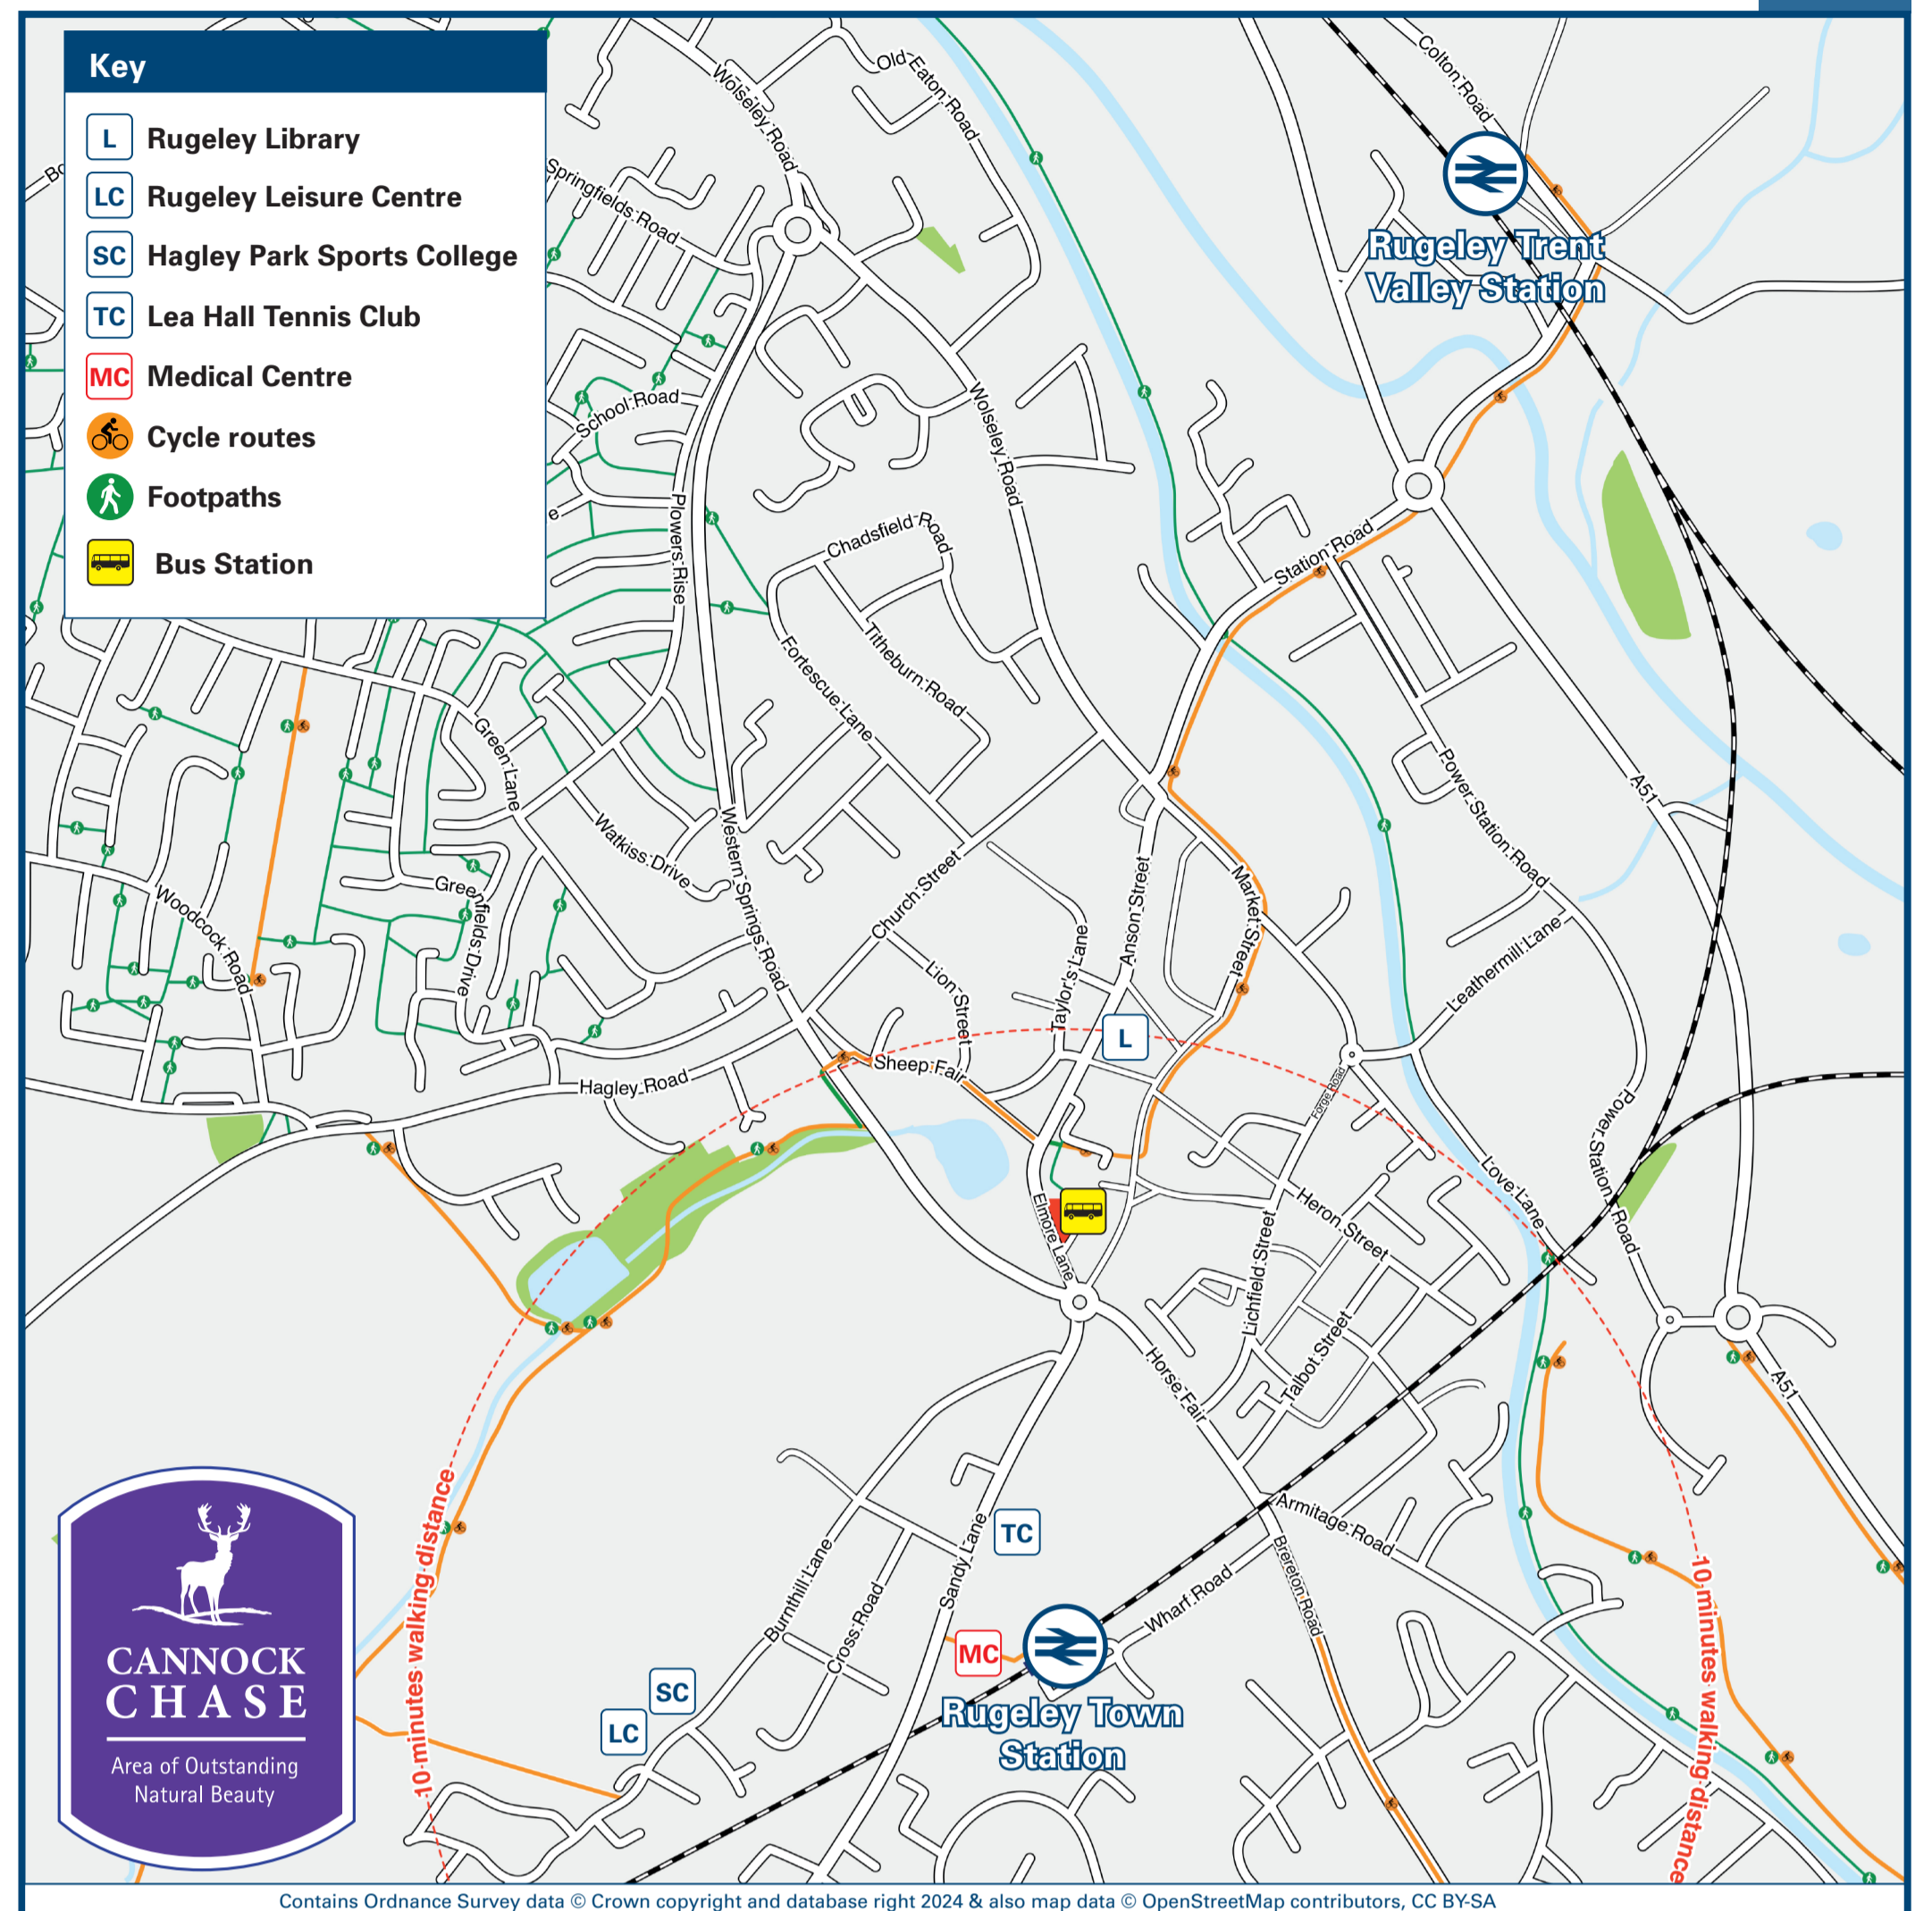 Key
L Rugeley Library
LC Rugeley Leisure Centre
SC Hagley Park Sports College
TC Lea Hall Tennis Club
MC Medical Centre
Cycle routes
Footpaths
Bus Station
Colton Road
Old Eaton Road
Wolseley Road
Springfields Road
Rugeley Trent
Valley Station
School Road
Wolseley Road
Plowers Rise
Chadsfield Road
Station Road
Titheburn Road
Fortescue Lane
Green Lane
Power Station Road
A51
Watkiss Drive
Western Springs Road
Church Street
Anson Street
Market Street
Greenfields Drive
Woodcock Road
Lion Street
Taylors Lane
Leathermill Lane
L
Sheep Fair
Hagley Road
Forge Road
Power Station Road
Love Lane
Elmore Lane
Heron Street
Lichfield Street
Talbot Street
Horse Fair
A51
10 minutes walking distance
10 minutes walking distance
TC
Armitage Road
Sandy Lane
Burnthill Lane
Cross Road
Brereton Road
Wharf Road
MC
SC
LC
Rugeley Town
Station
CANNOCK
CHASE
Area of Outstanding
Natural Beauty
Contains Ordnance Survey data © Crown copyright and database right 2024 & also map data © OpenStreetMap contributors, CC BY-SA